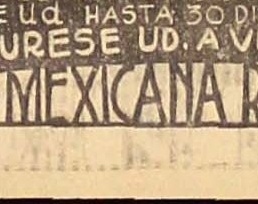 E Ud. HASTA 30 DI
URESE UD. A V
MEXICANA R